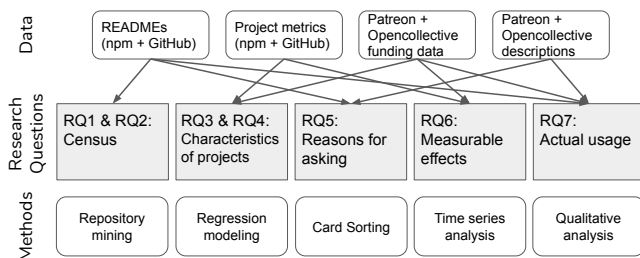 Data
READMEs
(npm + GitHub)
Project metrics
(npm + GitHub)
Patreon +
Opencollective
funding data
Patreon +
Opencollective
descriptions
Research
Questions
RQ1 & RQ2:
Census
RQ3 & RQ4:
Characteristics
of projects
RQ5:
Reasons for
asking
RQ6:
Measurable
effects
RQ7:
Actual usage
Methods
Repository
mining
Regression
modeling
Card Sorting
Time series
analysis
Qualitative
analysis